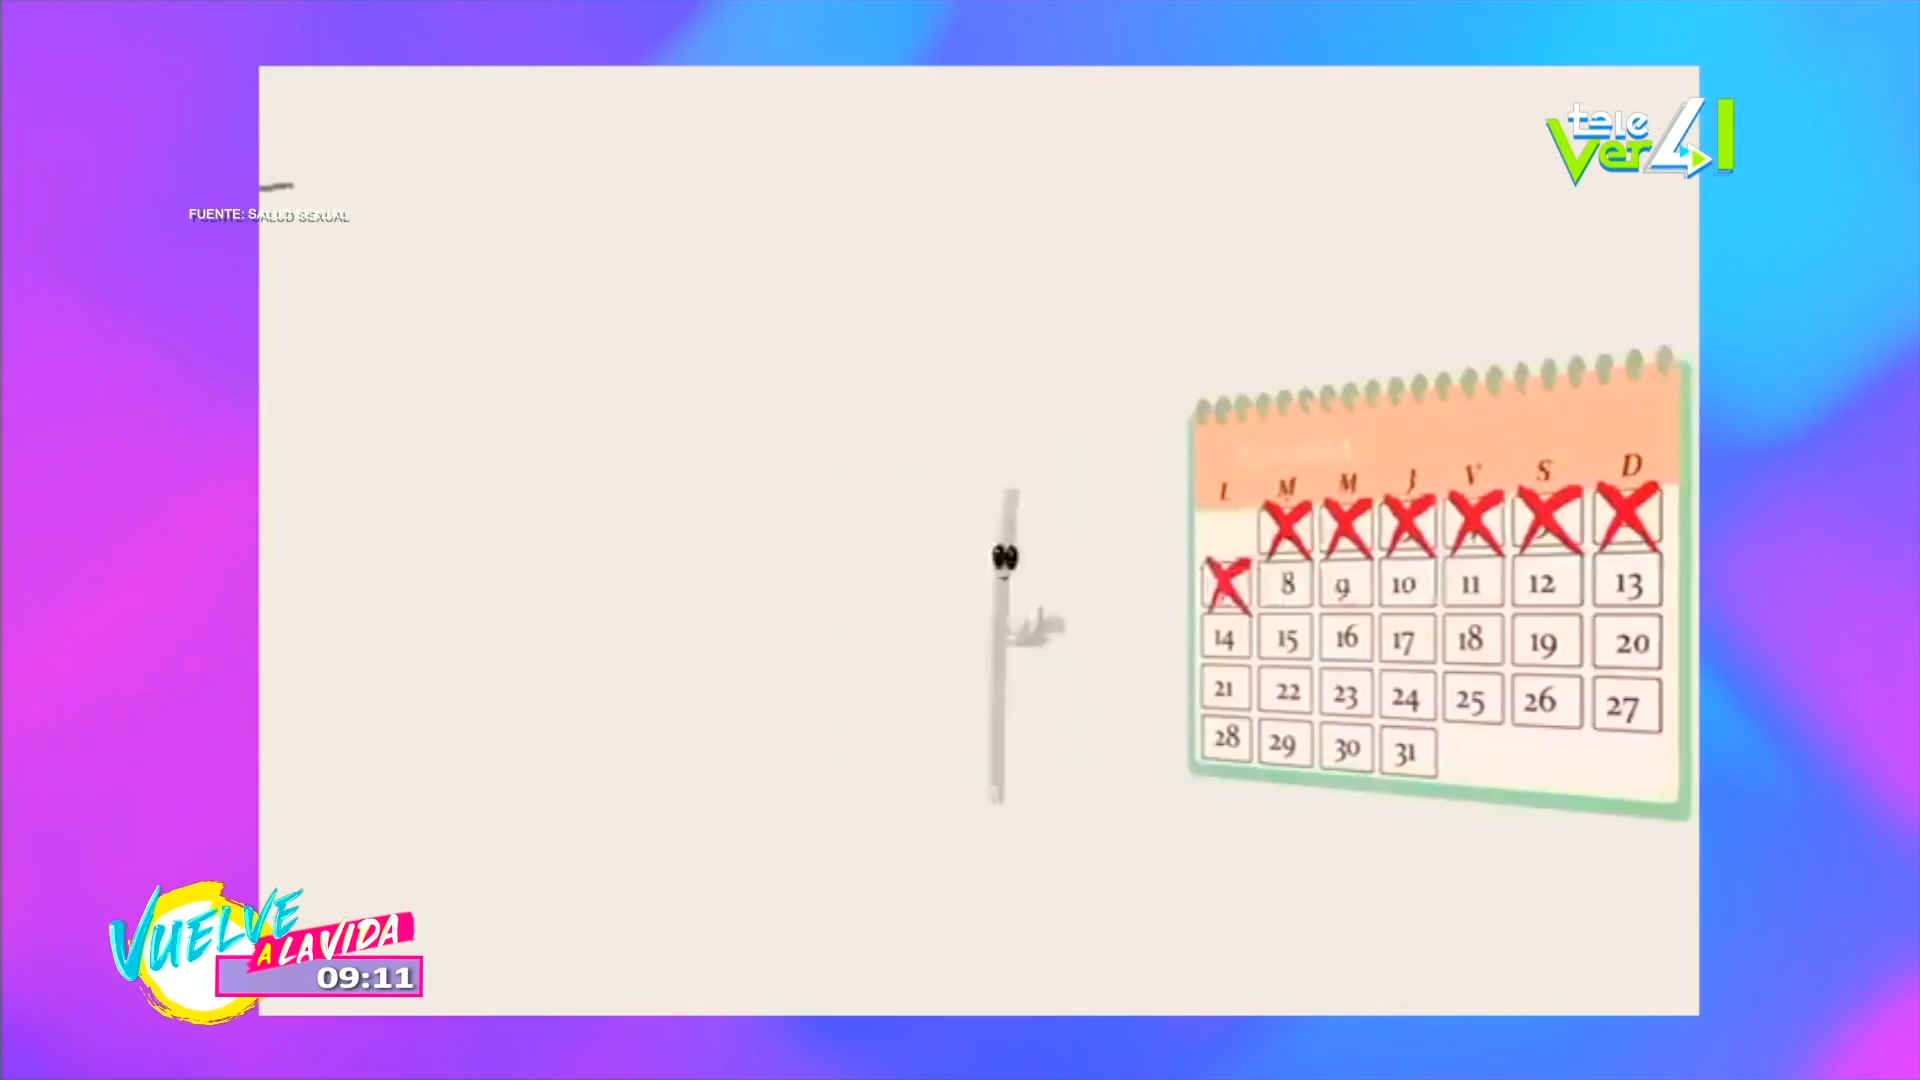 tele
Ver 41
FUENTE: SALUD SEXUAL
L M M J V S D
8 9 10 11 12 13
14 15 16 17 18 19 20
21 22 23 24 25 26 27
28 29 30 31
VUELVE
A LA VIDA
09:11